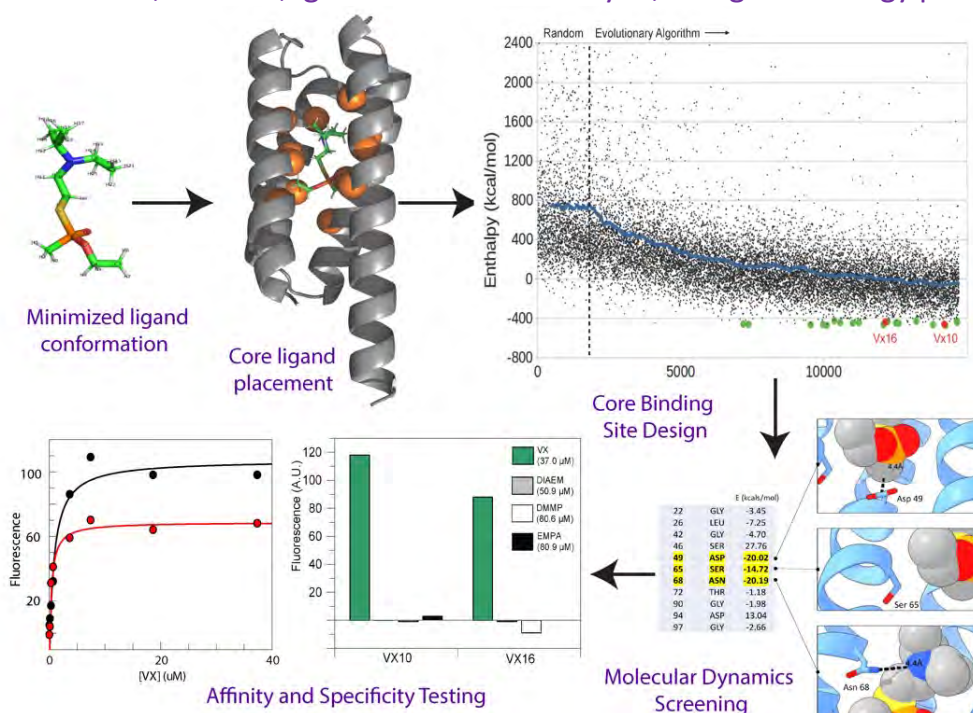 Random
Evolutionary Algorithm
2400
2000
1600
1200
800
400
0
-400
-800
Enthalpy (kcal/mol)
Vx16
Vx10
0
5000
10000
Minimized ligand
conformation
Core ligand
placement
Core Binding
Site Design
100
60
20
Fluorescence
0
20
40
[VX] (uM)
120
100
80
60
40
20
0
Fluorescence (A.U.)
VX
(37.0 µM)
DIAEM
(50.9 µM)
DMMP
(80.6 µM)
EMPA
(80.9 µM)
VX10
VX16
Affinity and Specificity Testing
E (kcals/mol)
22 GLY -3.45
26 LEU -7.25
42 GLY -4.70
46 SER 27.76
49 ASP -20.02
65 SER -14.72
68 ASN -20.19
72 THR -1.18
90 GLY -1.98
94 ASP 13.04
97 GLY -2.66
4.4Å
Asp 49
Ser 65
4.4Å
Asn 68
Molecular Dynamics
Screening